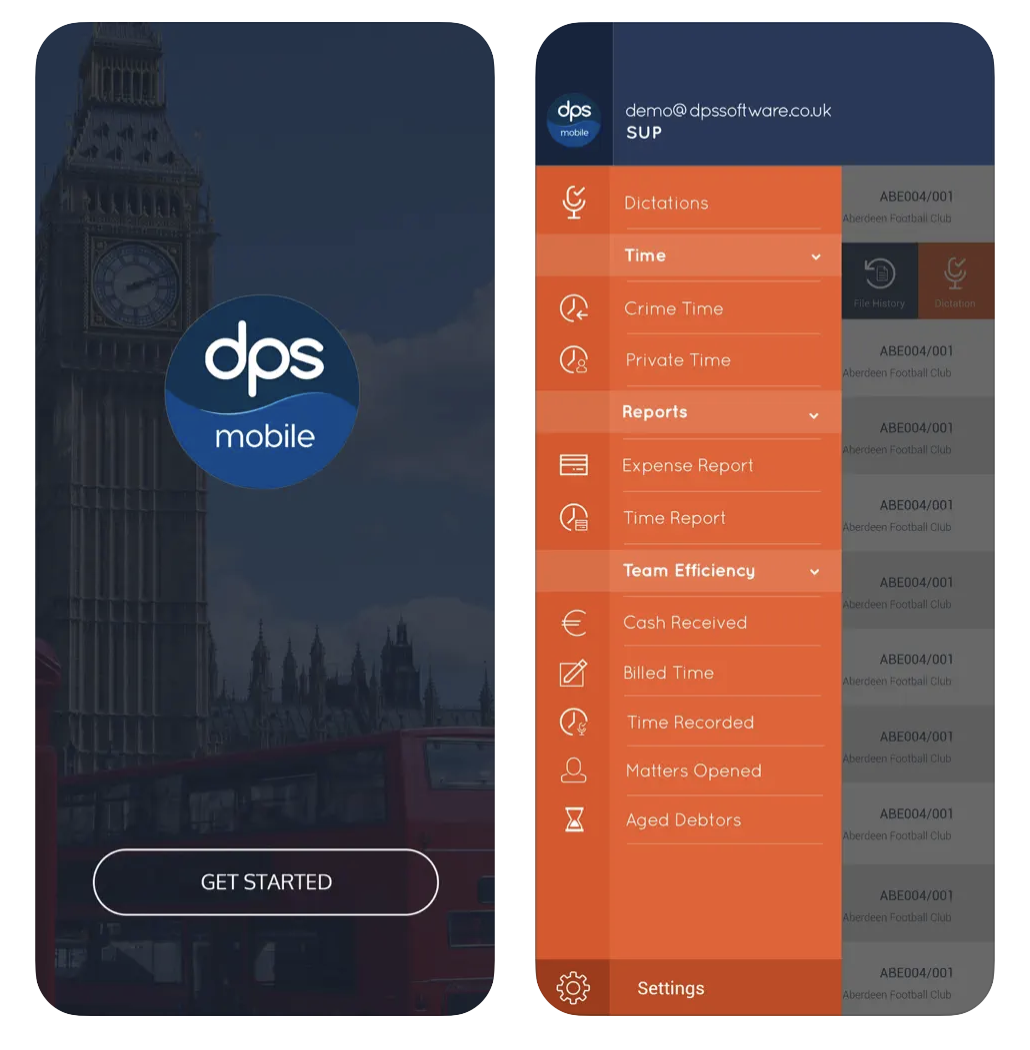 dps
mobile
GET STARTED
dps
mobile
demo@dpssoftware.co.uk
SUP
Dictations
Time
Crime Time
Private Time
Reports
Expense Report
Time Report
Team Efficiency
Cash Received
Billed Time
Time Recorded
Matters Opened
Aged Debtors
Settings
ABE004/001
Aberdeen Football Club
File History
Dictation
ABE004/001
Aberdeen Football Club
ABE004/001
Aberdeen Football Club
ABE004/001
Aberdeen Football Club
ABE004/001
Aberdeen Football Club
ABE004/001
Aberdeen Football Club
ABE004/001
Aberdeen Football Club
ABE004/001
Aberdeen Football Club
ABE004/001
Aberdeen Football Club
ABE004/001
Aberdeen Football Club